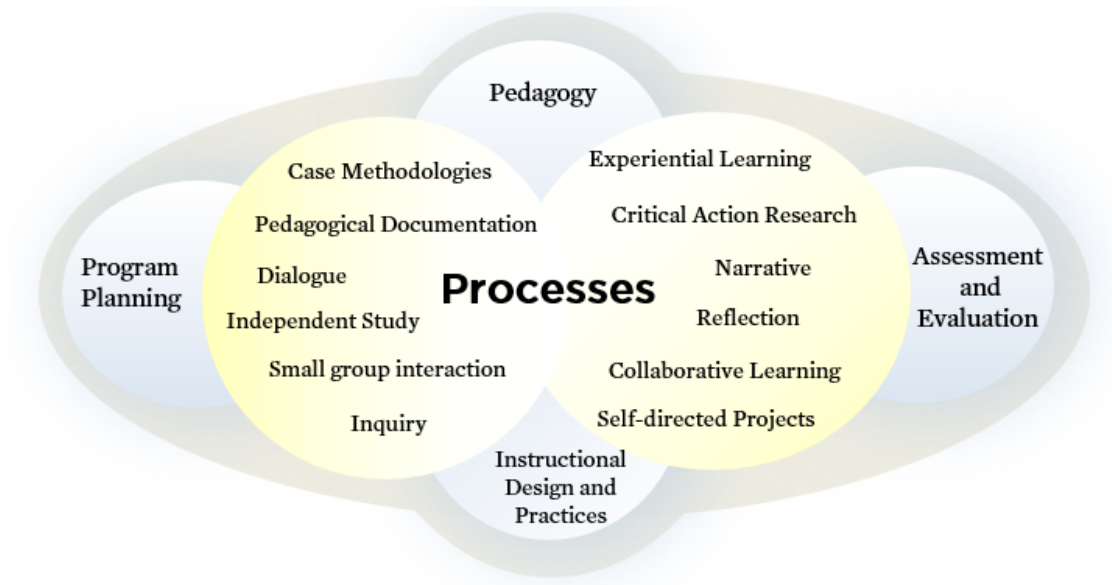 Pedagogy
Case Methodologies
Pedagogical Documentation
Dialogue
Independent Study
Small group interaction
Inquiry
Processes
Experiential Learning
Critical Action Research
Narrative
Reflection
Collaborative Learning
Self-directed Projects
Program
Planning
Assessment
and
Evaluation
Instructional
Design and
Practices